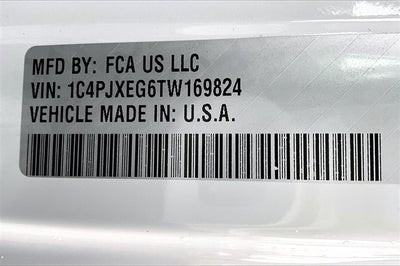 MFD BY: FCA US LLC
VIN: 1C4PJXEG6TW169824
VEHICLE MADE IN: U.S.A.